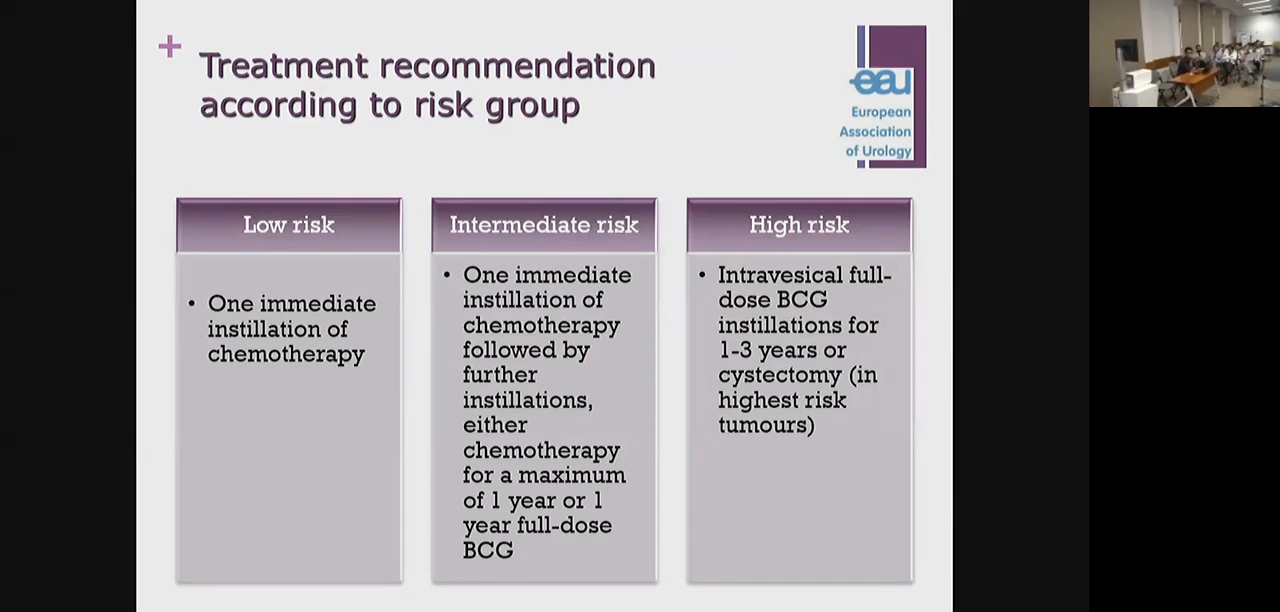 +
Treatment recommendation
according to risk group
eau
European
Association
of Urology
Low risk
• One immediate
instillation of
chemotherapy
Intermediate risk
• One immediate
instillation of
chemotherapy
followed by
further
instillations,
either
chemotherapy
for a maximum
of 1 year or 1
year full-dose
BCG
High risk
• Intravesical full-
dose BCG
instillations for
1-3 years or
cystectomy (in
highest risk
tumours)